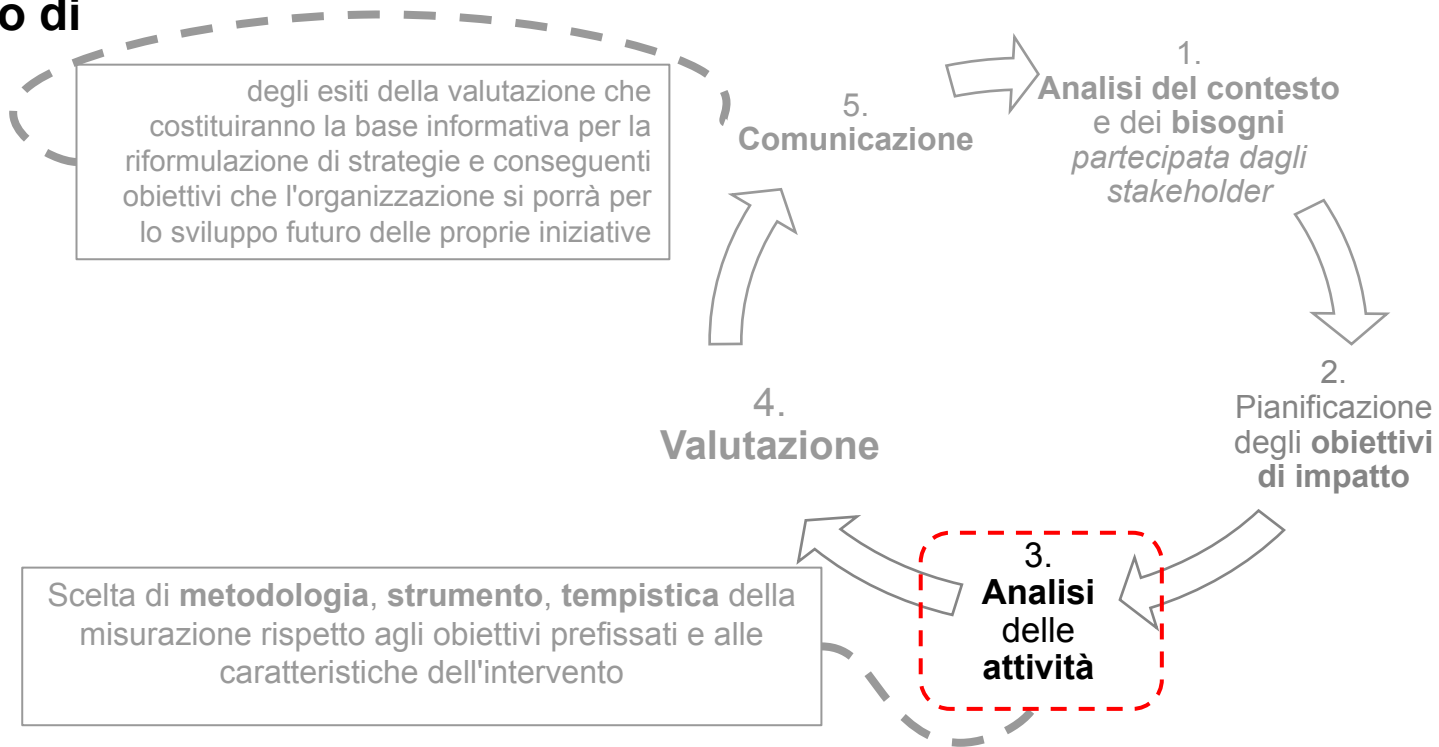 o di
degli esiti della valutazione che
costituiranno la base informativa per la
riformulazione di strategie e conseguenti
obiettivi che l'organizzazione si porrà per
lo sviluppo futuro delle proprie iniziative
5.
Comunicazione
1.
Analisi del contesto
e dei bisogni
partecipata dagli
stakeholder
2.
Pianificazione
degli obiettivi
di impatto
4.
Valutazione
3.
Analisi
delle
attività
Scelta di metodologia, strumento, tempistica della
misurazione rispetto agli obiettivi prefissati e alle
caratteristiche dell'intervento